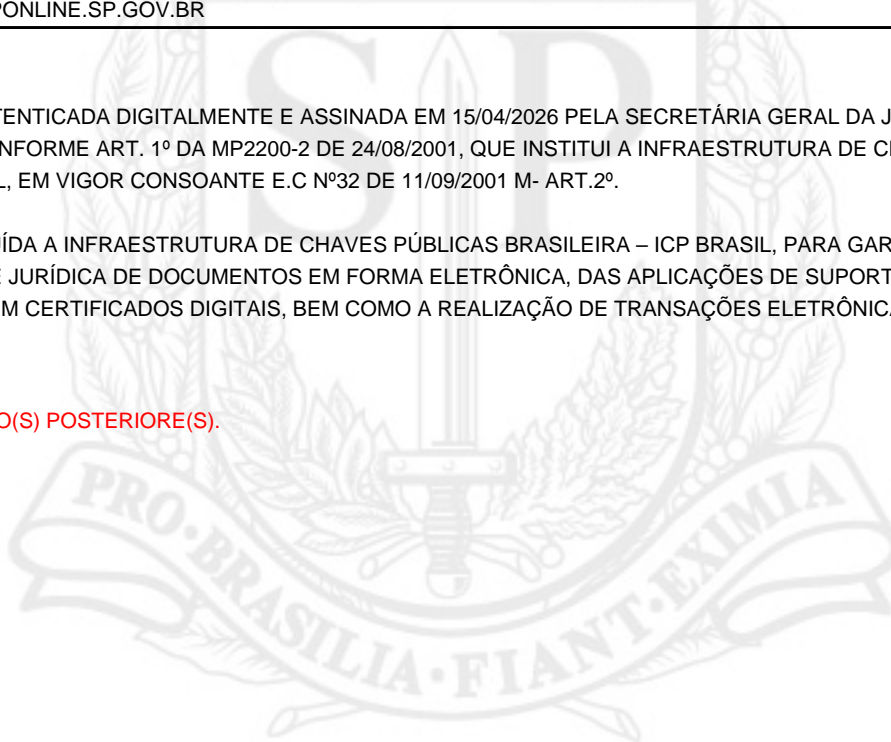 PONLINE.SP.GOV.BR
TENTICADA DIGITALMENTE E ASSINADA EM 15/04/2026 PELA SECRETÁRIA GERAL DA J
NFORME ART. 1º DA MP2200-2 DE 24/08/2001, QUE INSTITUI A INFRAESTRUTURA DE C
L, EM VIGOR CONSOANTE E.C Nº32 DE 11/09/2001 M- ART.2º.
ÍDA A INFRAESTRUTURA DE CHAVES PÚBLICAS BRASILEIRA – ICP BRASIL, PARA GAR
E JURÍDICA DE DOCUMENTOS EM FORMA ELETRÔNICA, DAS APLICAÇÕES DE SUPORT
M CERTIFICADOS DIGITAIS, BEM COMO A REALIZAÇÃO DE TRANSAÇÕES ELETRÔNICA
O(S) POSTERIORE(S).
SP
PRO·BRASILIA·FIANT·EXIMIA